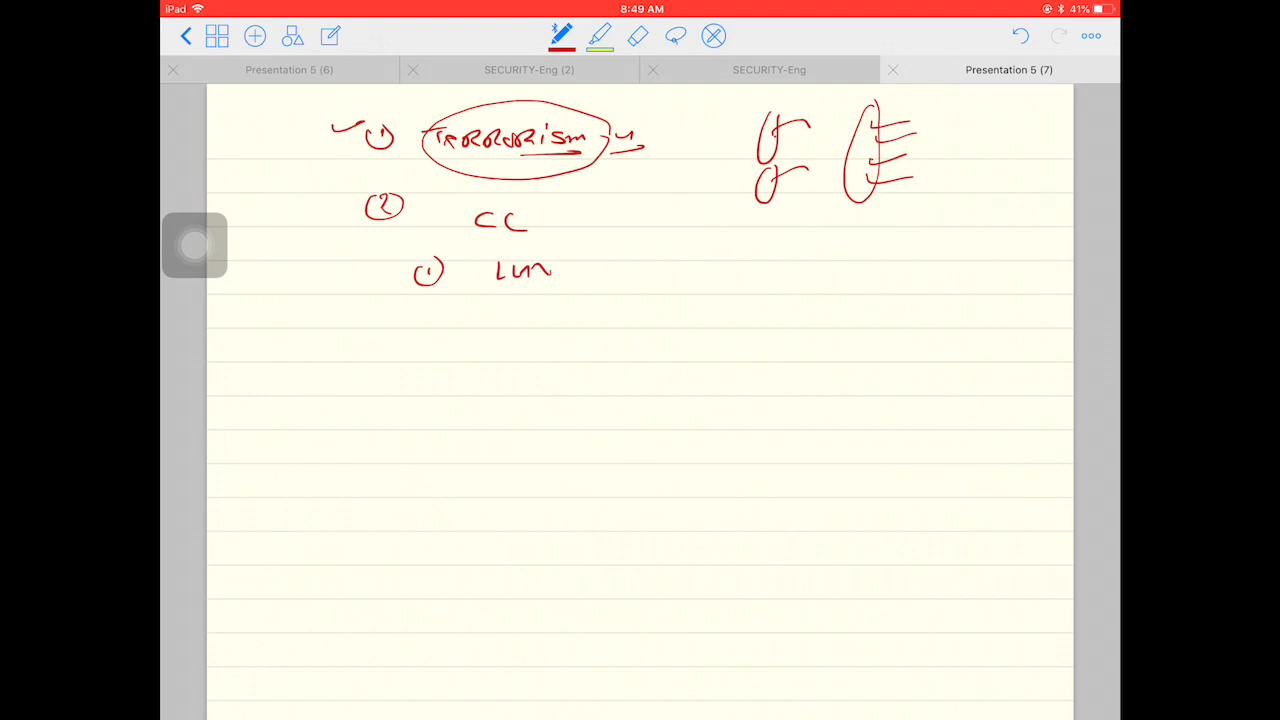 iPad 8:49 AM 41%
Presentation 5 (6) SECURITY-Eng (2) SECURITY-Eng Presentation 5 (7)
① TERRORism
② CC
①